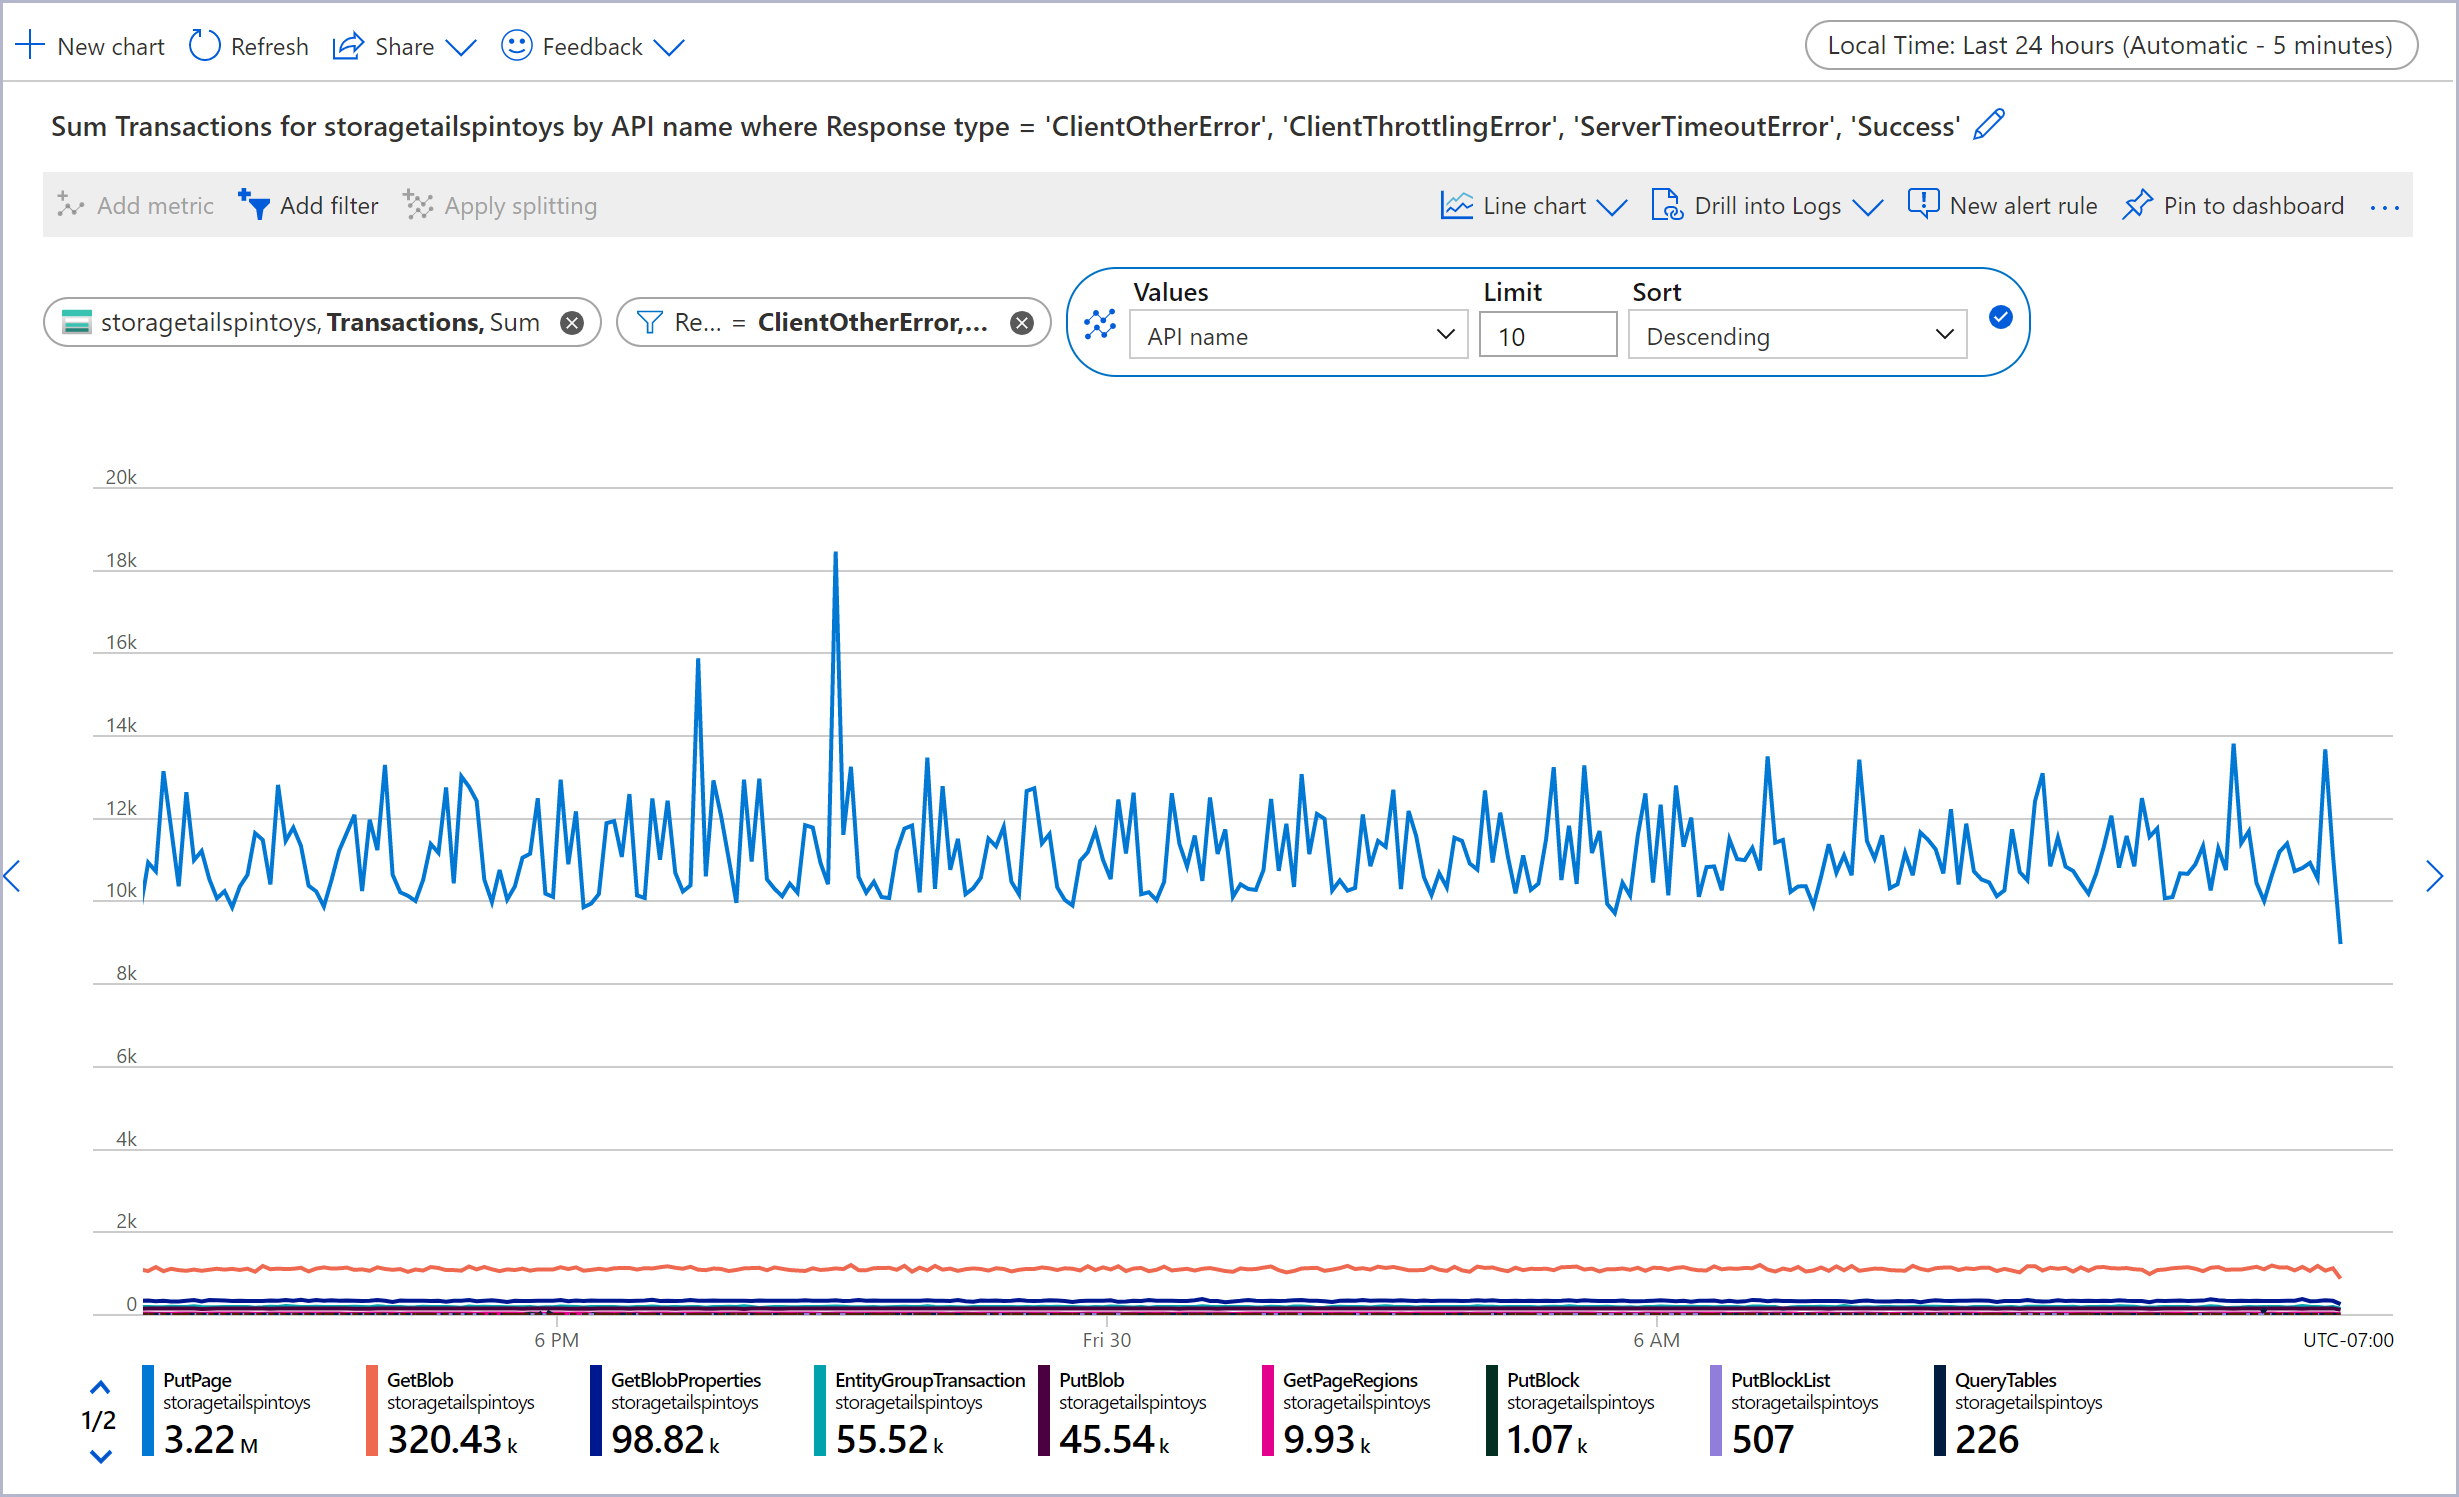 New chart Refresh Share Feedback Local Time: Last 24 hours (Automatic - 5 minutes)
Sum Transactions for storagetailspintoys by API name where Response type = 'ClientOtherError', 'ClientThrottlingError', 'ServerTimeoutError', 'Success'
Add metric Add filter Apply splitting Line chart Drill into Logs New alert rule Pin to dashboard ...
Values Limit Sort
storagetailspintoys, Transactions, Sum Re... = ClientOtherError,... API name 10 Descending
20k
18k
16k
14k
12k
10k
8k
6k
4k
2k
0
6 PM Fri 30 6 AM UTC-07:00
PutPage GetBlob GetBlobProperties EntityGroupTransaction PutBlob GetPageRegions PutBlock PutBlockList QueryTables
storagetailspintoys storagetailspintoys storagetailspintoys storagetailspintoys storagetailspintoys storagetailspintoys storagetailspintoys storagetailspintoys storagetailspintoys
1/2 3.22 M 320.43 k 98.82 k 55.52 k 45.54 k 9.93 k 1.07 k 507 226